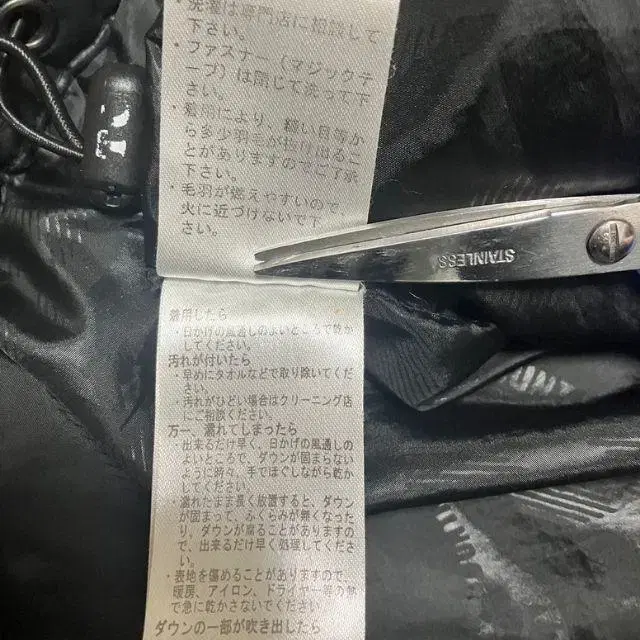 ・洗濯は専門店に相談して
下さい。
・ファスナー（マジックテ
ープ）は閉じて洗って下
さい。
・着用により、縫い目等か
ら多少羽毛が抜け出るこ
とがありますのでご了承
下さい。
・毛羽が燃えやすいので、
火に近づけないで下
さい。
STAINLESS
着用したら
・日かげの風通しのよいところで乾か
してください。
汚れが付いたら
・早めにタオルなどで取り除いてくだ
さい。
・汚れがひどい場合はクリーニング店
にご相談ください。
万一、濡れてしまったら
・出来るだけ早く、日かげの風通しの
よいところで、ダウンが固まらない
ように時々、手でほぐしながら乾か
してください。
・濡れたまま長く放置すると、ダウン
が固まって、ふくらみが無くなった
り、ダウンが腐ることがありますの
で、出来るだけ早く処理してくださ
い。
・表地を傷めることがありますので、
暖房、アイロン、ドライヤー等の熱
で急に乾かさないでください
ダウンの一部が吹き出したら